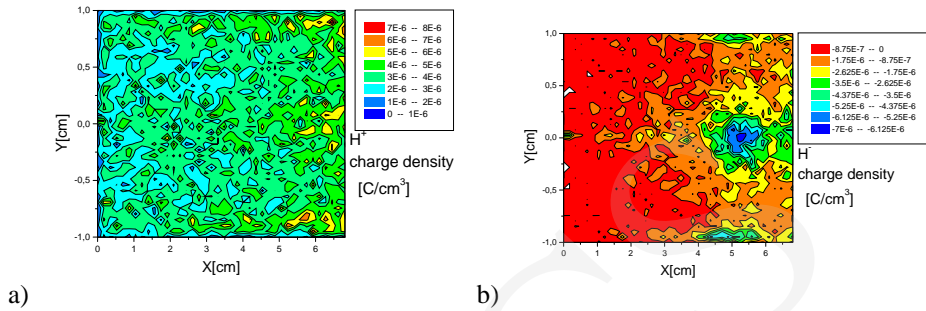 1,0
0,5
0,0
-0,5
-1,0
Y[cm]
0 1 2 3 4 5 6
X[cm]
7E-6 -- 8E-6
6E-6 -- 7E-6
5E-6 -- 6E-6
4E-6 -- 5E-6
3E-6 -- 4E-6
2E-6 -- 3E-6
1E-6 -- 2E-6
0 -- 1E-6
H+
charge density
[C/cm3]
a)
1,0
0,5
0,0
-0,5
-1,0
Y[cm]
0 1 2 3 4 5 6
X[cm]
-8.75E-7 -- 0
-1.75E-6 -- -8.75E-7
-2.625E-6 -- -1.75E-6
-3.5E-6 -- -2.625E-6
-4.375E-6 -- -3.5E-6
-5.25E-6 -- -4.375E-6
-6.125E-6 -- -5.25E-6
-7E-6 -- -6.125E-6
H-
charge density
[C/cm3]
b)